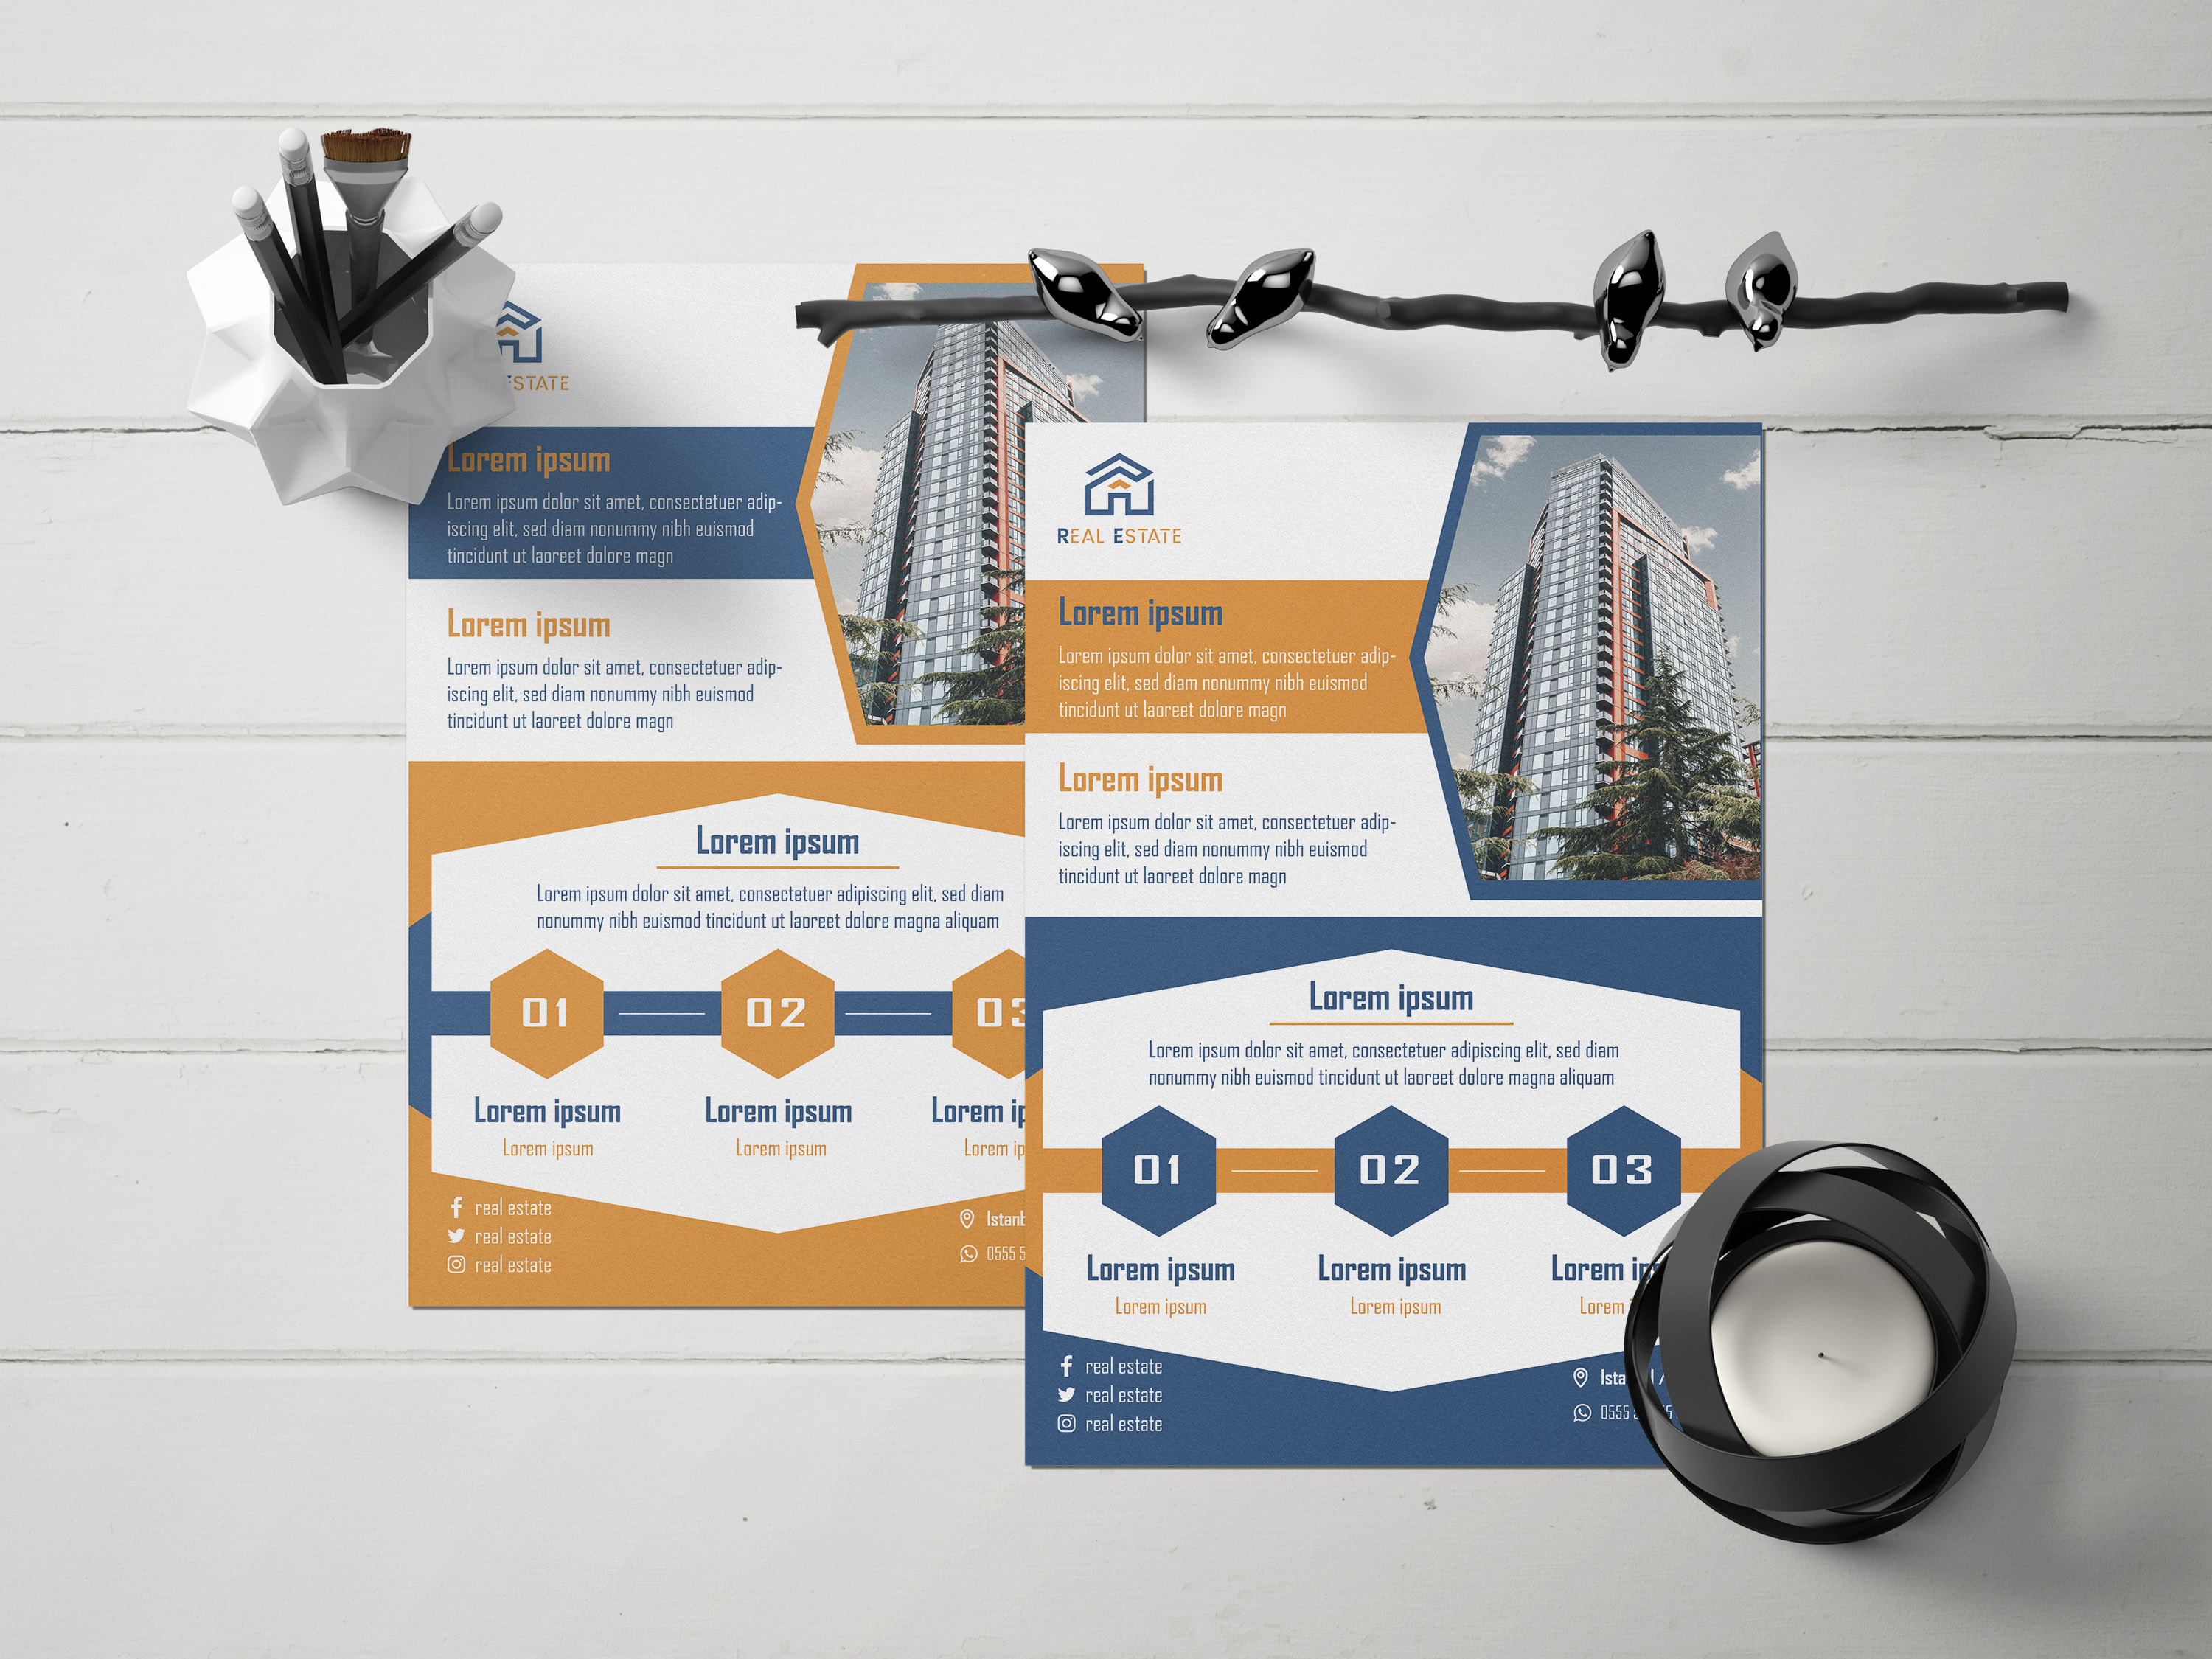 ESTATE
Lorem ipsum
Lorem ipsum dolor sit amet, consectetuer adip-
iscing elit, sed diam nonummy nibh euismod
tincidunt ut laoreet dolore magn
Lorem ipsum
Lorem ipsum dolor sit amet, consectetuer adip-
iscing elit, sed diam nonummy nibh euismod
tincidunt ut laoreet dolore magn
Lorem ipsum
Lorem ipsum dolor sit amet, consectetuer adipiscing elit, sed diam
nonummy nibh euismod tincidunt ut laoreet dolore magna aliquam
01 02 03
Lorem ipsum Lorem ipsum Lorem
Lorem ipsum Lorem ipsum Lorem
real estate
real estate
real estate
0555
REAL ESTATE
Lorem ipsum
Lorem ipsum dolor sit amet, consectetuer adip-
iscing elit, sed diam nonummy nibh euismod
tincidunt ut laoreet dolore magn
Lorem ipsum
Lorem ipsum dolor sit amet, consectetuer adip-
iscing elit, sed diam nonummy nibh euismod
tincidunt ut laoreet dolore magn
Lorem ipsum
Lorem ipsum dolor sit amet, consectetuer adipiscing elit, sed diam
nonummy nibh euismod tincidunt ut laoreet dolore magna aliquam
01 02 03
Lorem ipsum Lorem ipsum Lorem
Lorem ipsum Lorem ipsum Lorem
real estate
real estate
real estate
0555